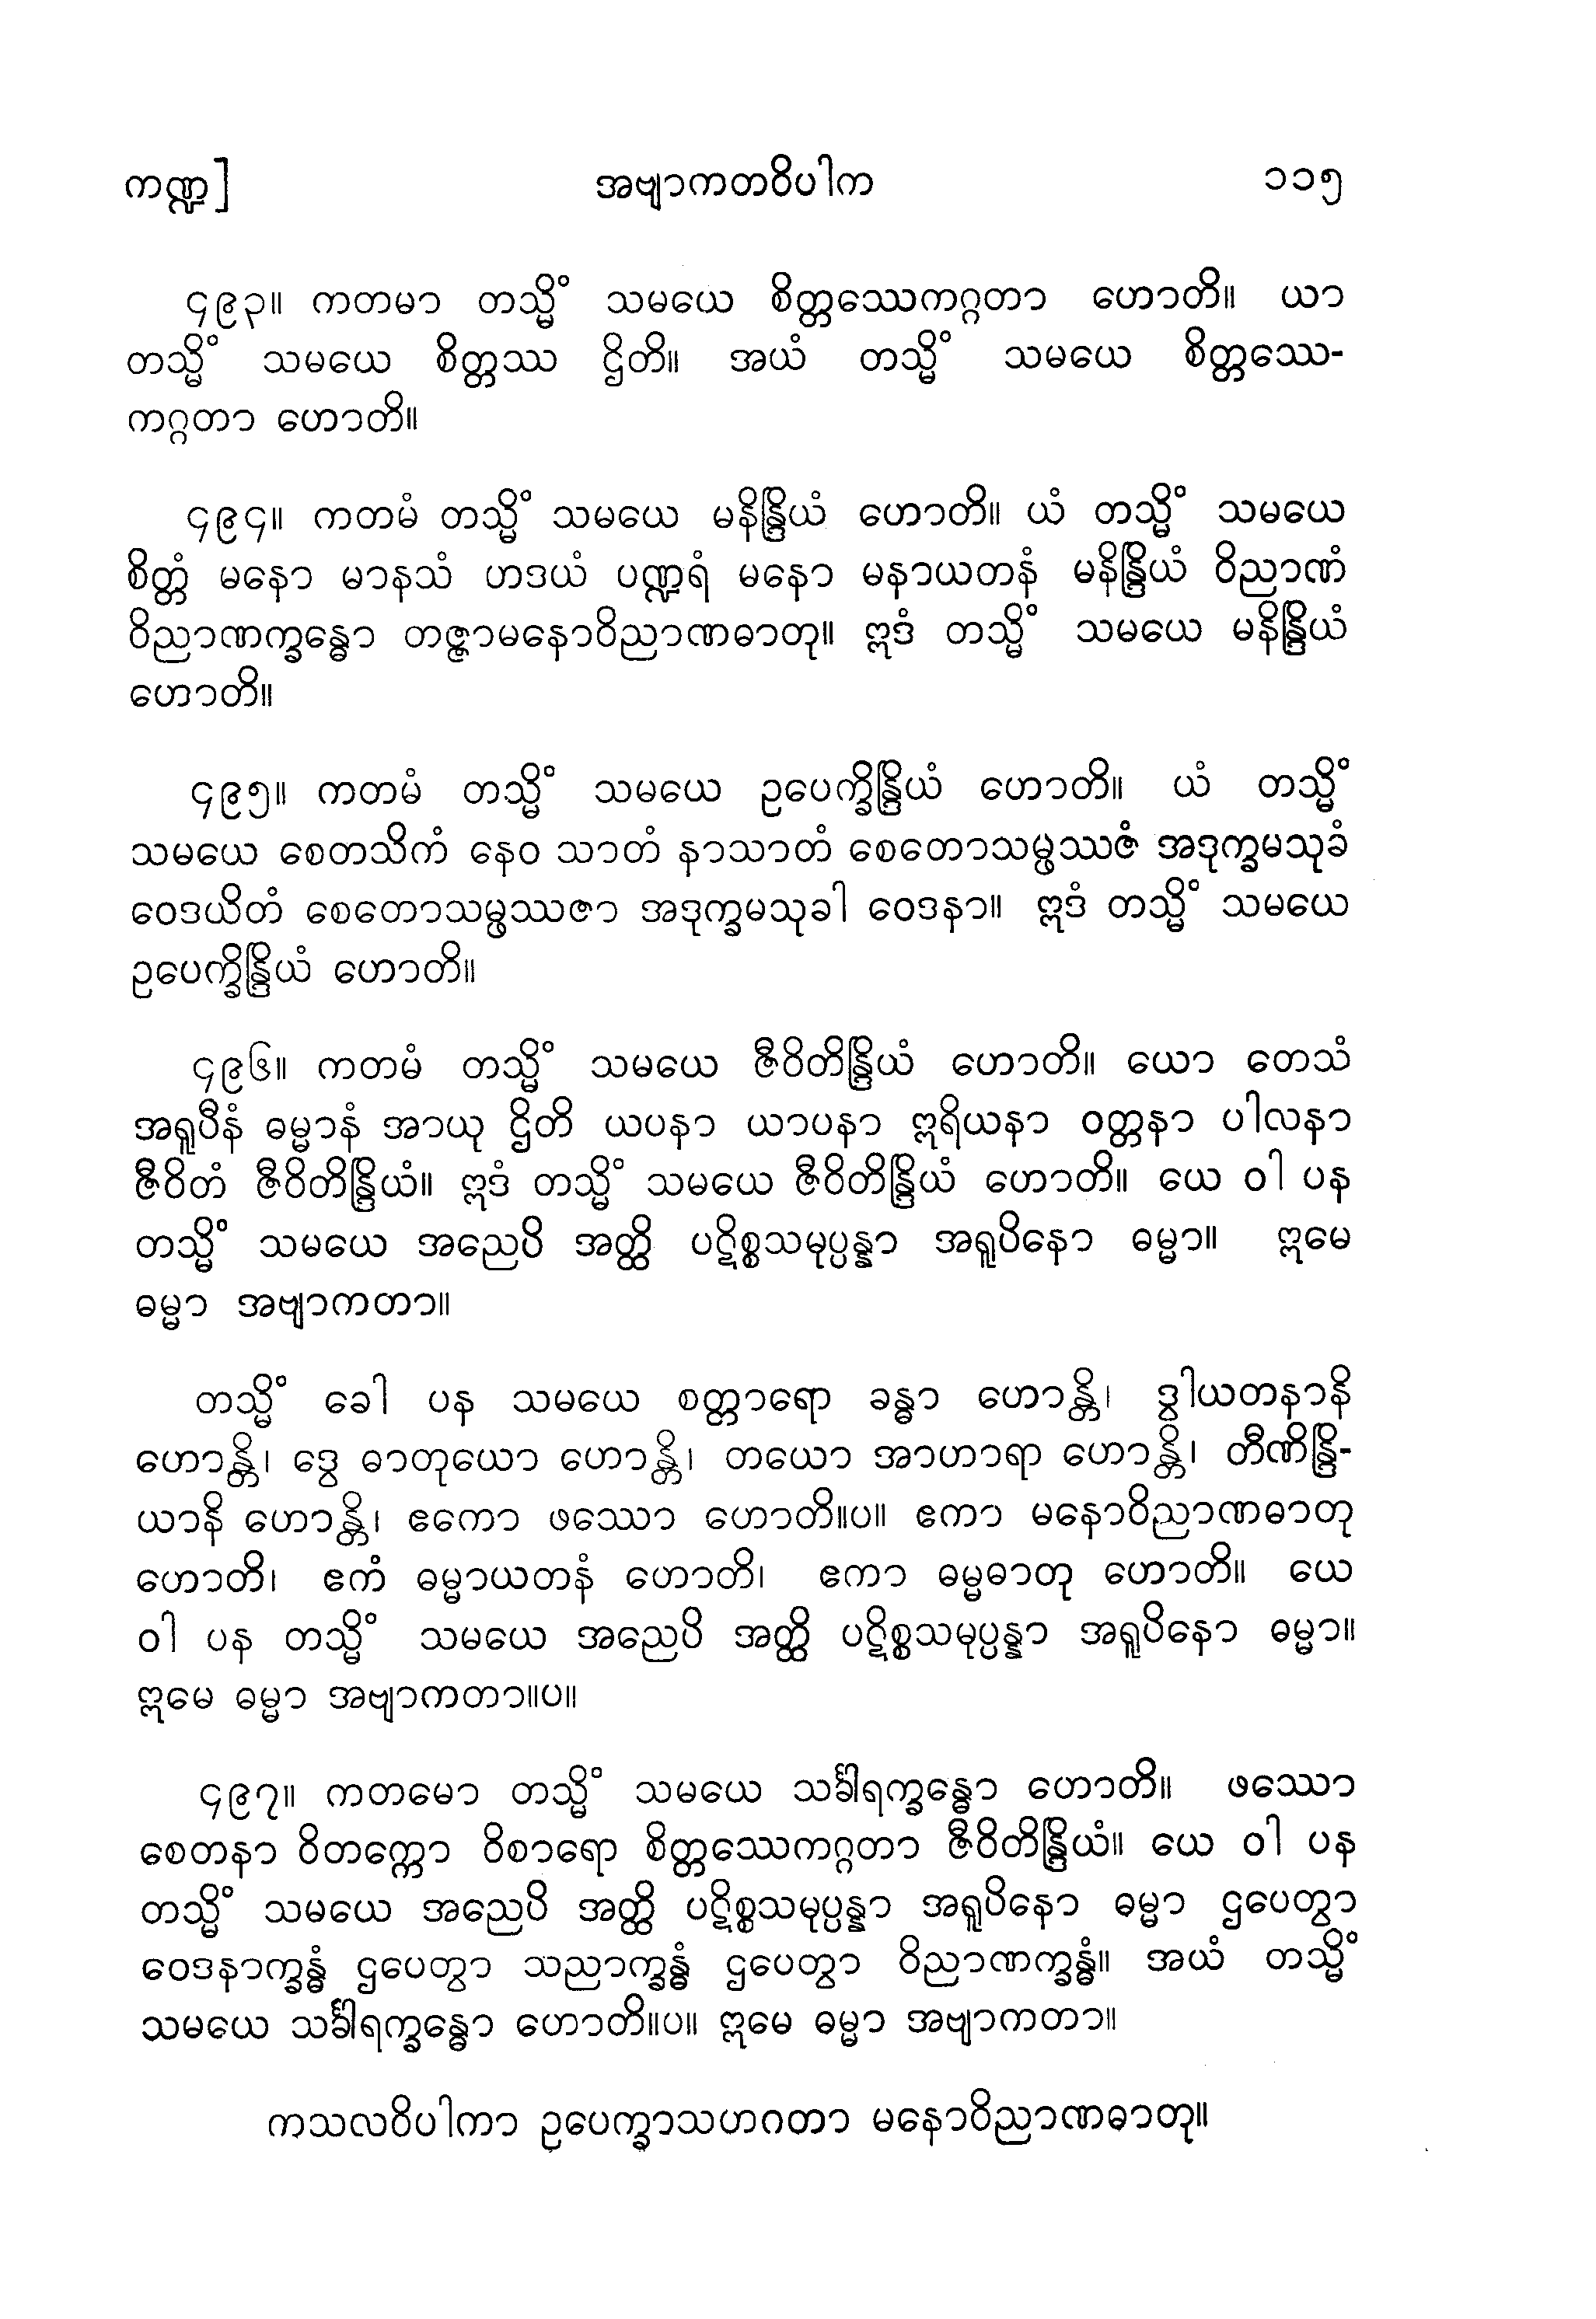 ကဏ္ဍ] အဗျာကတဝိပါက ၁၁၅
၄၉၃။ ကတမာ တသ္မိံ သမယေ စိတ္တဿေကဂ္ဂတာ ဟောတိ။ ယာ
တသ္မိံ သမယေ စိတ္တဿ ဌိတိ။ အယံ တသ္မိံ သမယေ စိတ္တဿေ-
ကဂ္ဂတာ ဟောတိ။
၄၉၄။ ကတမံ တသ္မိံ သမယေ မနိန္ဒြိယံ ဟောတိ။ ယံ တသ္မိံ သမယေ
စိတ္တံ မနော မာနသံ ဟဒယံ ပဏ္ဍရံ မနော မနာယတနံ မနိန္ဒြိယံ ဝိညာဏံ
ဝိညာဏက္ခန္ဓော တဇ္ဇာမနောဝိညာဏဓာတု။ ဣဒံ တသ္မိံ သမယေ မနိန္ဒြိယံ
ဟောတိ။
၄၉၅။ ကတမံ တသ္မိံ သမယေ ဥပေက္ခိန္ဒြိယံ ဟောတိ။ ယံ တသ္မိံ
သမယေ စေတသိကံ နေဝ သာတံ နာသာတံ စေတောသမ္ဖဿဇံ အဒုက္ခမသုခံ
ဝေဒယိတံ စေတောသမ္ဖဿဇာ အဒုက္ခမသုခါ ဝေဒနာ။ ဣဒံ တသ္မိံ သမယေ
ဥပေက္ခိန္ဒြိယံ ဟောတိ။
၄၉၆။ ကတမံ တသ္မိံ သမယေ ဇီဝိတိန္ဒြိယံ ဟောတိ။ ယော တေသံ
အရူပီနံ ဓမ္မာနံ အာယု ဌိတိ ယပနာ ယာပနာ ဣရိယနာ ဝတ္တနာ ပါလနာ
ဇီဝိတံ ဇီဝိတိန္ဒြိယံ။ ဣဒံ တသ္မိံ သမယေ ဇီဝိတိန္ဒြိယံ ဟောတိ။ ယေ ဝါ ပန
တသ္မိံ သမယေ အညေပိ အတ္ထိ ပဋိစ္စသမုပ္ပန္နာ အရူပိနော ဓမ္မာ။ ဣမေ
ဓမ္မာ အဗျာကတာ။
တသ္မိံ ခေါ ပန သမယေ စတ္တာရော ခန္ဓာ ဟောန္တိ၊ ဒွါယတနာနိ
ဟောန္တိ၊ ဒွေ ဓာတုယော ဟောန္တိ၊ တယော အာဟာရာ ဟောန္တိ၊ တီဏိန္ဒြိ-
ယာနိ ဟောန္တိ၊ ဧကော ဖဿော ဟောတိ။ပ။ ဧကာ မနောဝိညာဏဓာတု
ဟောတိ၊ ဧကံ ဓမ္မာယတနံ ဟောတိ၊ ဧကာ ဓမ္မဓာတု ဟောတိ။ ယေ
ဝါ ပန တသ္မိံ သမယေ အညေပိ အတ္ထိ ပဋိစ္စသမုပ္ပန္နာ အရူပိနော ဓမ္မာ။
ဣမေ ဓမ္မာ အဗျာကတာ။ပ။
၄၉၇။ ကတမော တသ္မိံ သမယေ သင်္ခါရက္ခန္ဓော ဟောတိ။ ဖဿော
စေတနာ ဝိတက္ကော ဝိစာရော စိတ္တဿေကဂ္ဂတာ ဇီဝိတိန္ဒြိယံ။ ယေ ဝါ ပန
တသ္မိံ သမယေ အညေပိ အတ္ထိ ပဋိစ္စသမုပ္ပန္နာ အရူပိနော ဓမ္မာ ဌပေတွာ
ဝေဒနာက္ခန္ဓံ ဌပေတွာ သညာက္ခန္ဓံ ဌပေတွာ ဝိညာဏက္ခန္ဓံ။ အယံ တသ္မိံ
သမယေ သင်္ခါရက္ခန္ဓော ဟောတိ။ပ။ ဣမေ ဓမ္မာ အဗျာကတာ။
ကသလဝိပါကာ ဥပေက္ခာသဟဂတာ မနောဝိညာဏဓာတု။